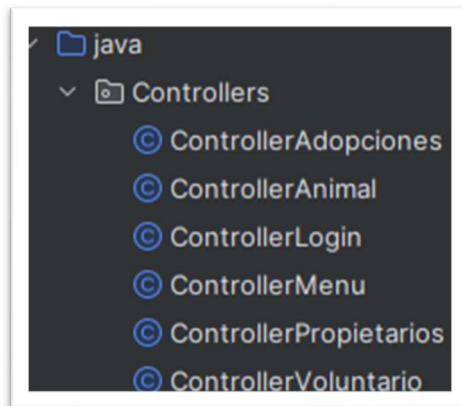 java
Controllers
ControllerAdopciones
ControllerAnimal
ControllerLogin
ControllerMenu
ControllerPropietarios
ControllerVoluntario